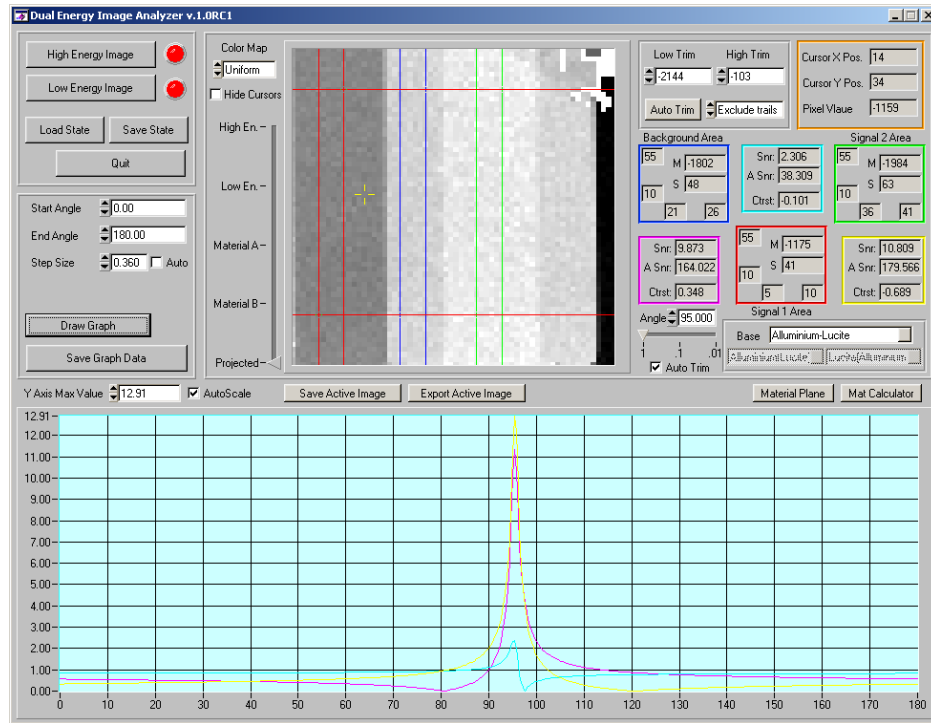 Dual Energy Image Analyzer v.1.0RC1
High Energy Image
Low Energy Image
Load State
Save State
Quit
Start Angle
0.00
End Angle
180.00
Step Size
0.360
Auto
Draw Graph
Save Graph Data
Color Map
Uniform
Hide Cursors
High En.
Low En.
Material A
Material B
Projected
Low Trim
High Trim
-2144
-103
Auto Trim
Exclude trails
Cursor X Pos.
14
Cursor Y Pos.
34
Pixel Vlaue
-1159
Background Area
55
M
-1802
S
48
10
21
26
Snr:
2.306
A Snr:
38.309
Ctrst:
-0.101
Signal 2 Area
55
M
-1984
S
63
10
36
41
Snr:
9.873
A Snr:
164.022
Ctrst:
0.348
55
M
-1175
S
41
10
5
10
Signal 1 Area
Snr:
10.809
A Snr:
179.566
Ctrst:
-0.689
Angle
95.000
1
.1
.01
Auto Trim
Base
Alluminium-Lucite
Alluminium(Lucite)
Lucite(Alluminium
Y Axis Max Value
12.91
AutoScale
Save Active Image
Export Active Image
Material Plane
Mat Calculator
12.91
12.00
11.00
10.00
9.00
8.00
7.00
6.00
5.00
4.00
3.00
2.00
1.00
0.00
0 10 20 30 40 50 60 70 80 90 100 110 120 130 140 150 160 170 180